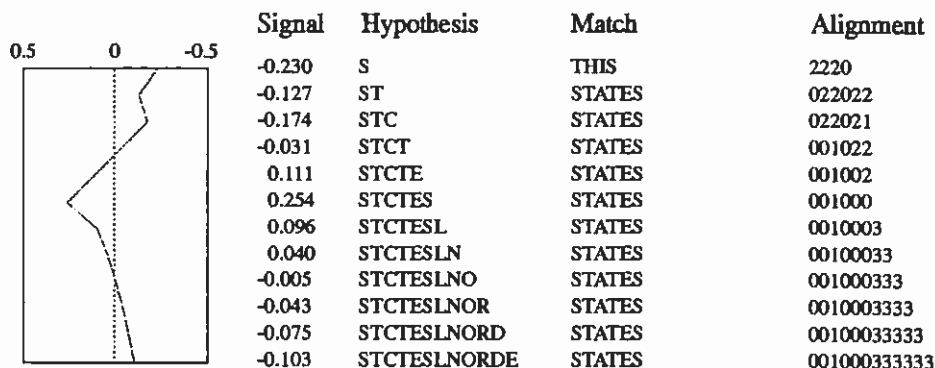 Signal Hypothesis Match Alignment
0.5 0 -0.5
-0.230 S THIS 2220
-0.127 ST STATES 022022
-0.174 STC STATES 022021
-0.031 STCT STATES 001022
0.111 STCTE STATES 001002
0.254 STCTES STATES 001000
0.096 STCTESL STATES 0010003
0.040 STCTESLN STATES 00100033
-0.005 STCTESLNO STATES 001000333
-0.043 STCTESLNOR STATES 0010003333
-0.075 STCTESLNORD STATES 00100033333
-0.103 STCTESLNORDE STATES 001000333333